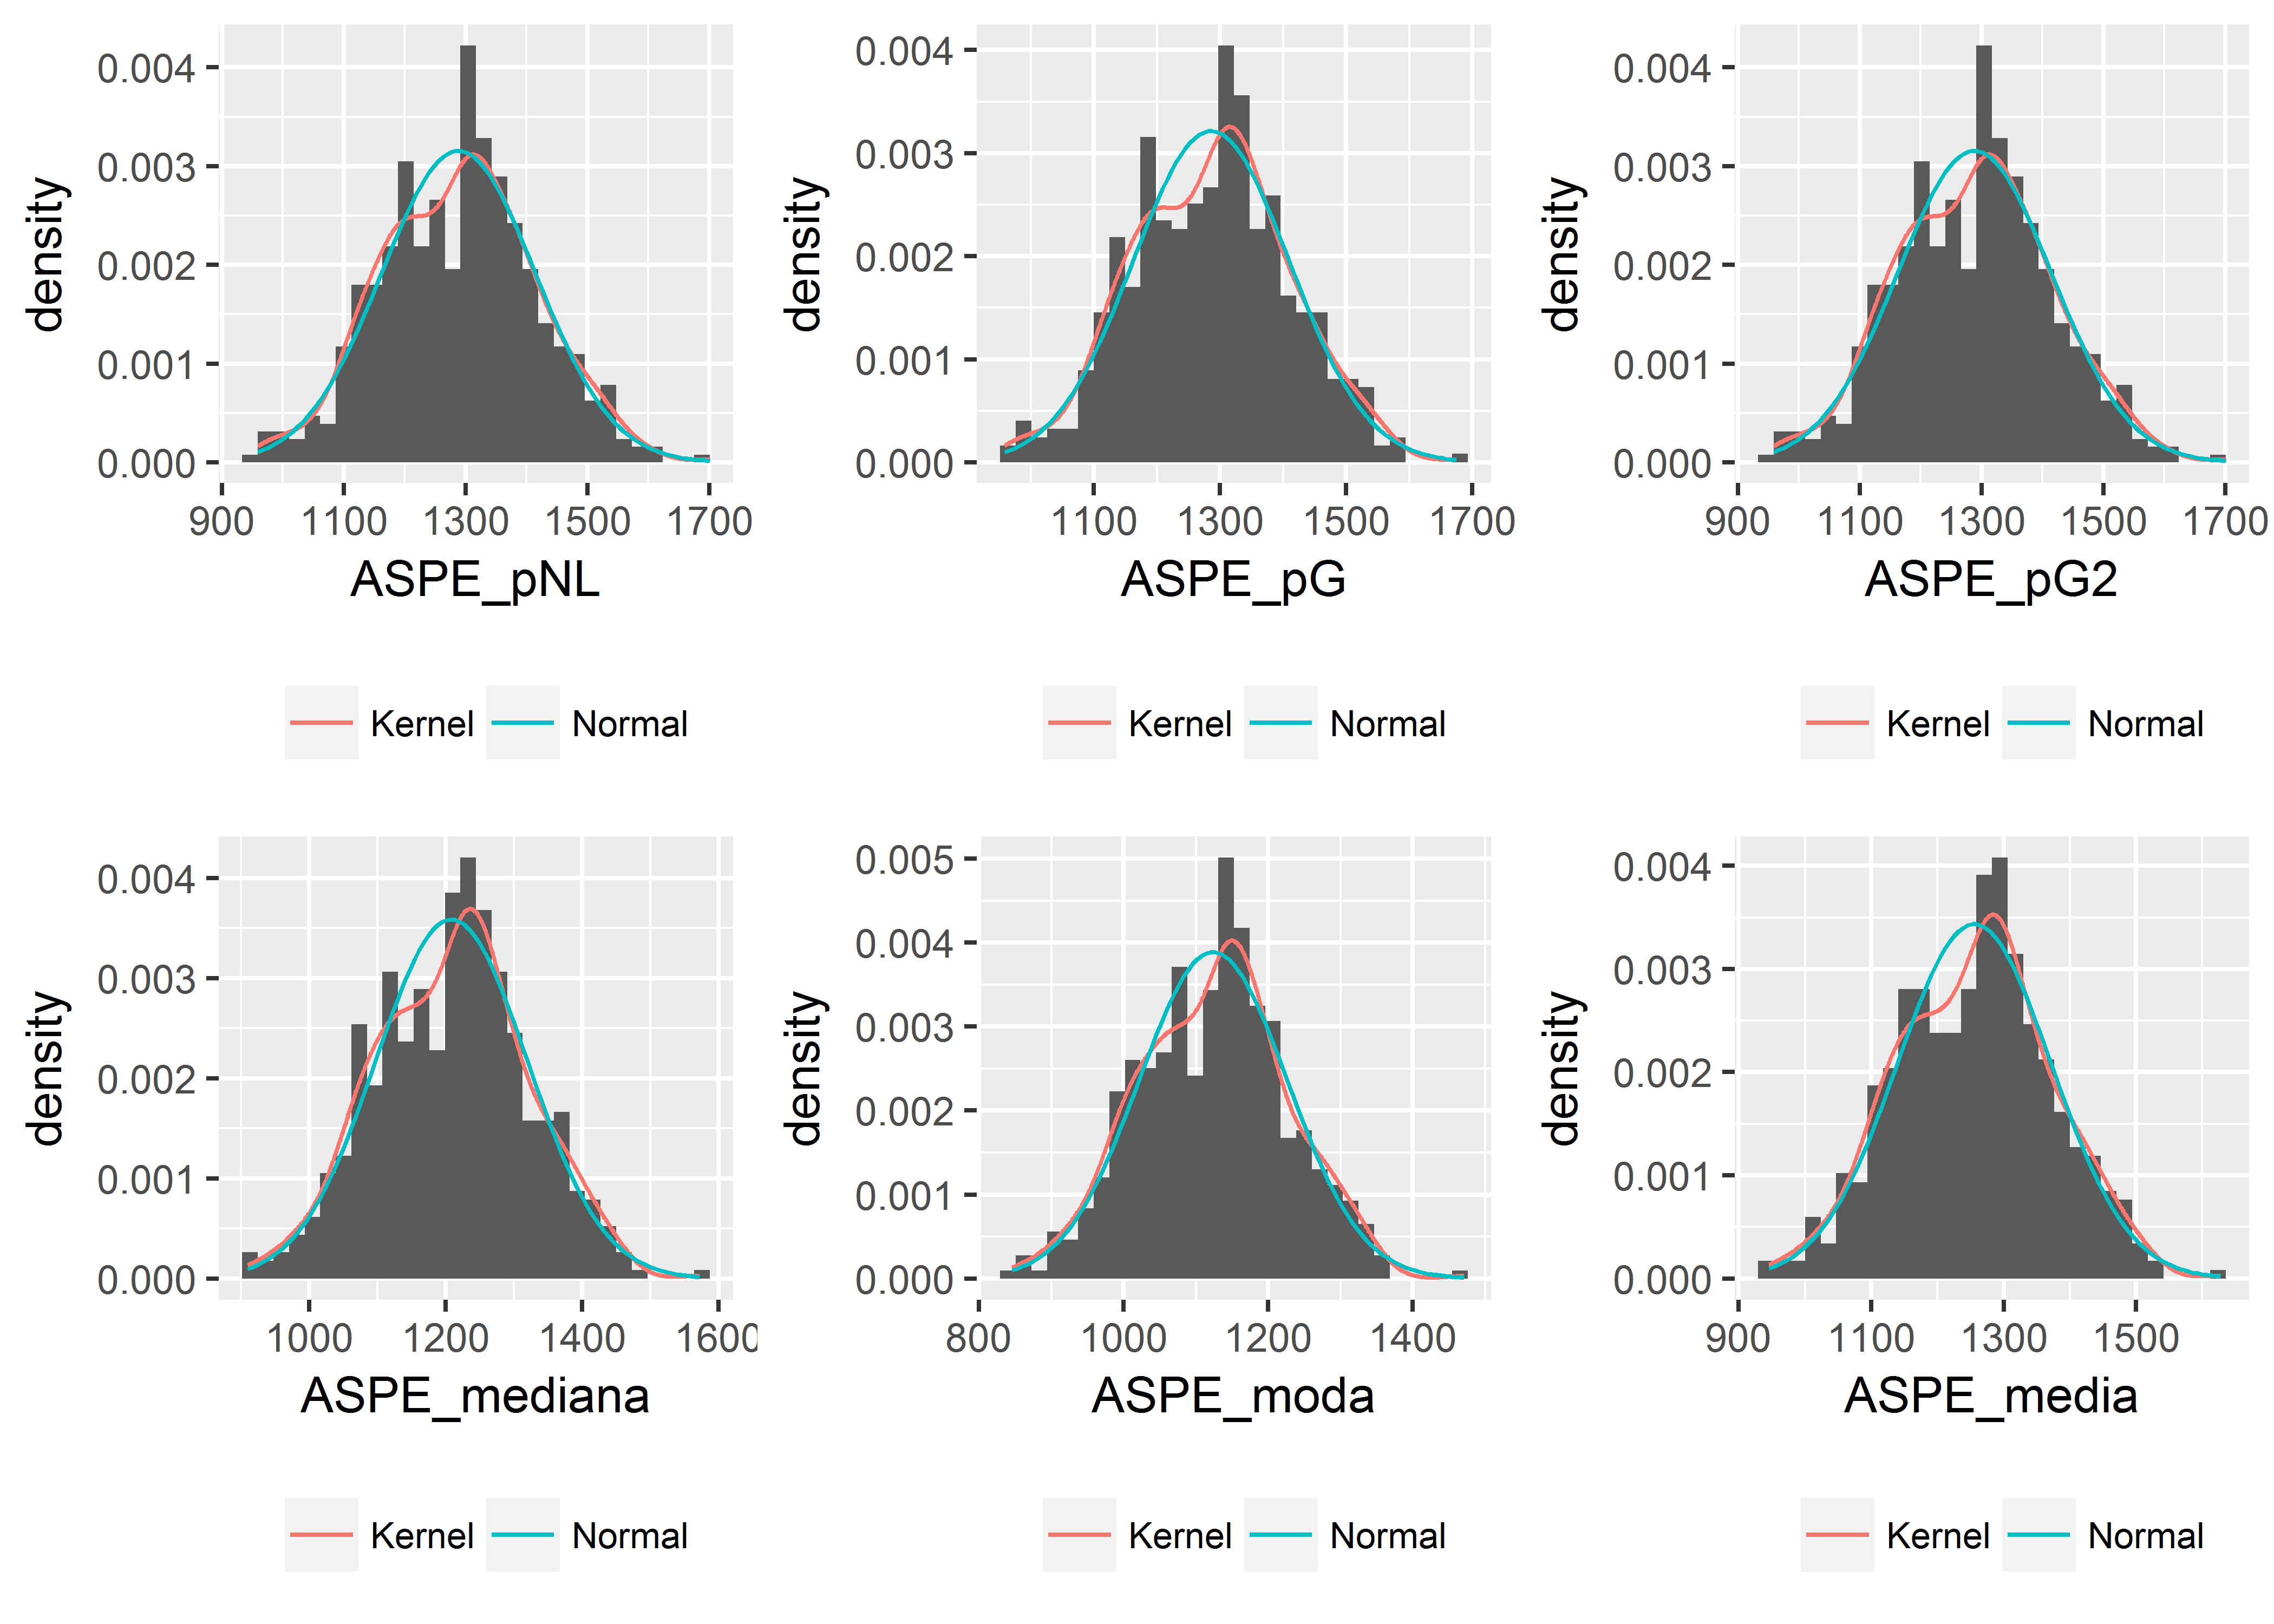 density
0.004
0.003
0.002
0.001
0.000
900 1100 1300 1500 1700
ASPE_pNL
Kernel Normal
density
0.004
0.003
0.002
0.001
0.000
1100 1300 1500 1700
ASPE_pG
Kernel Normal
density
0.004
0.003
0.002
0.001
0.000
900 1100 1300 1500 1700
ASPE_pG2
Kernel Normal
density
0.004
0.003
0.002
0.001
0.000
1000 1200 1400 1600
ASPE_mediana
Kernel Normal
density
0.005
0.004
0.003
0.002
0.001
0.000
800 1000 1200 1400
ASPE_moda
Kernel Normal
density
0.004
0.003
0.002
0.001
0.000
900 1100 1300 1500
ASPE_media
Kernel Normal